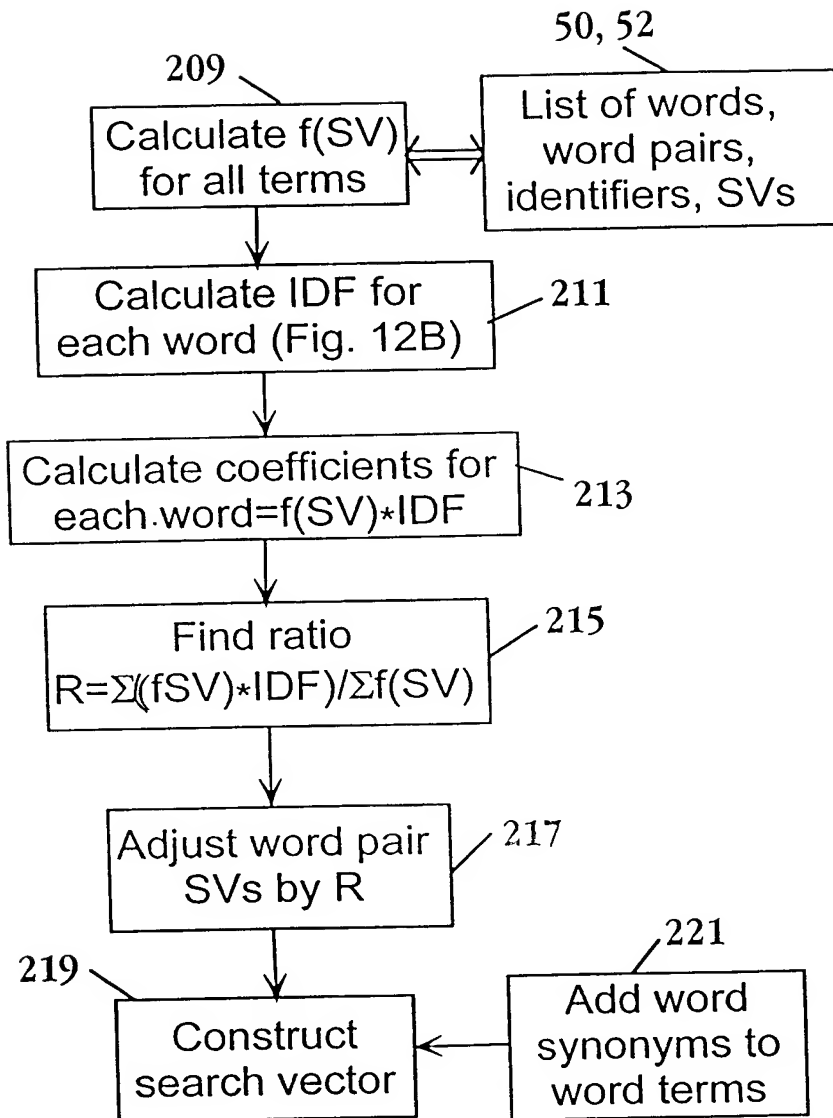 50, 52
209
List of words,
word pairs,
identifiers, SVs
Calculate f(SV)
for all terms
Calculate IDF for
each word (Fig. 12B)
211
Calculate coefficients for
each.word=f(SV)*IDF
213
Find ratio
R=Σ((fSV)*IDF)/Σf(SV)
215
Adjust word pair
SVs by R
217
219
Construct
search vector
221
Add word
synonyms to
word terms